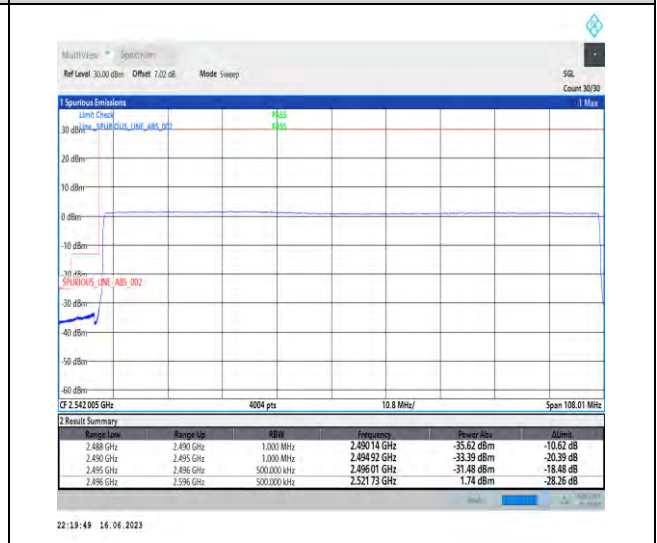 MultiView Spectrum
Ref Level 30.00 dBm Offset 7.02 dB Mode Sweep SGL
Count 30/30
1 Spurious Emissions 1 Max
Limit Check PASS
30 dBm Line_SPURIOUS_LINE_ABS_002 PASS
20 dBm
10 dBm
0 dBm
-10 dBm
-20 dBm
SPURIOUS_LINE_ABS_002
-30 dBm
-40 dBm
-50 dBm
-60 dBm
CF 2.542 005 GHz 4004 pts 10.8 MHz/ Span 108.01 MHz
2 Result Summary
Range Low Range Up RBW Frequency Power Abs ΔLimit
2.488 GHz 2.490 GHz 1.000 MHz 2.490 14 GHz -35.62 dBm -10.62 dB
2.490 GHz 2.495 GHz 1.000 MHz 2.494 92 GHz -33.39 dBm -20.39 dB
2.495 GHz 2.496 GHz 500.000 kHz 2.496 01 GHz -31.48 dBm -18.48 dB
2.496 GHz 2.596 GHz 500.000 kHz 2.521 73 GHz 1.74 dBm -28.26 dB
22:19:49 16.06.2023